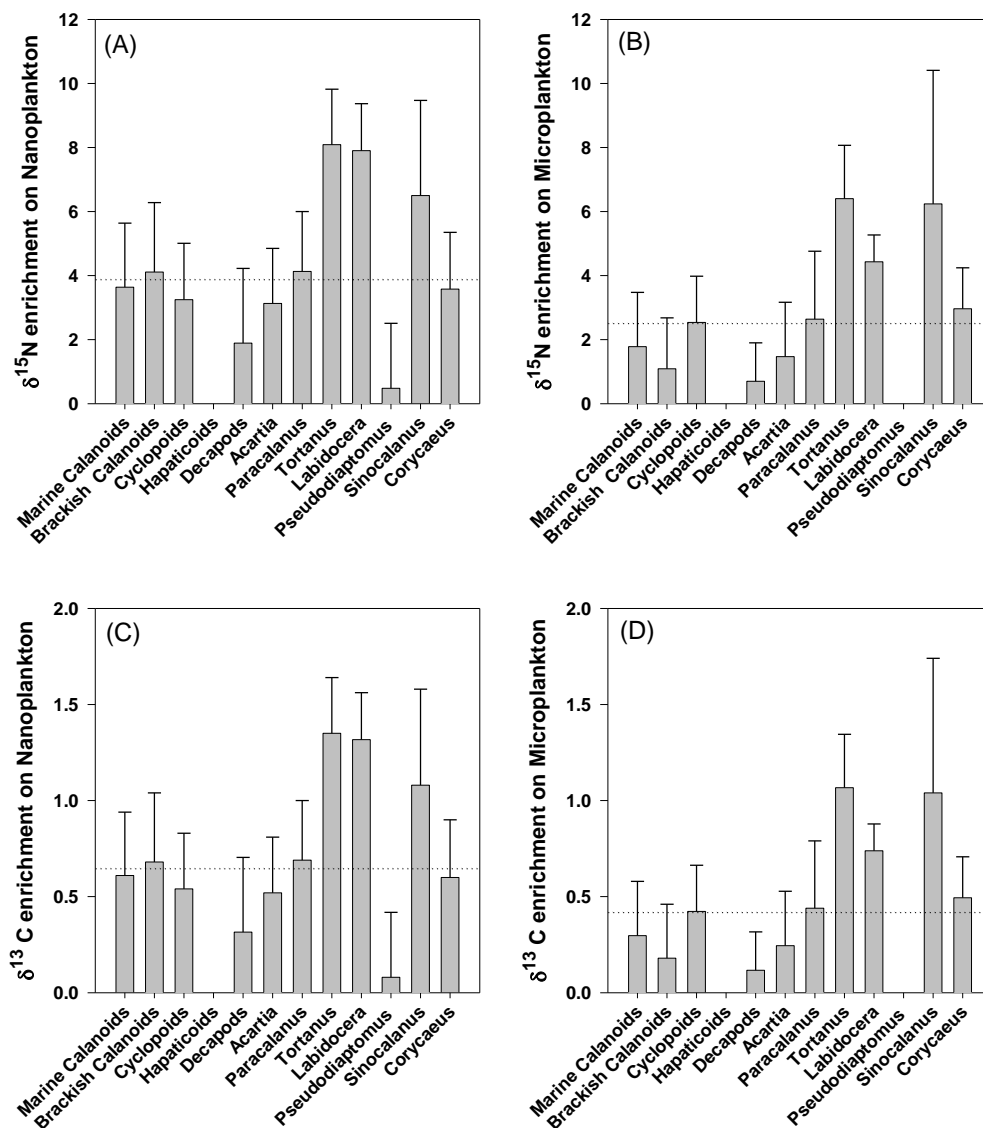 (A)
δ15N enrichment on Nanoplankton
12
10
8
6
4
2
0
Marine Calanoids
Brackish Calanoids
Cyclopoids
Hapaticoids
Decapods
Acartia
Paracalanus
Tortanus
Labidocera
Pseudodiaptomus
Sinocalanus
Corycaeus
(B)
δ15N enrichment on Microplankton
12
10
8
6
4
2
0
Marine Calanoids
Brackish Calanoids
Cyclopoids
Hapaticoids
Decapods
Acartia
Paracalanus
Tortanus
Labidocera
Pseudodiaptomus
Sinocalanus
Corycaeus
(C)
δ13 C enrichment on Nanoplankton
2.0
1.5
1.0
0.5
0.0
Marine Calanoids
Brackish Calanoids
Cyclopoids
Hapaticoids
Decapods
Acartia
Paracalanus
Tortanus
Labidocera
Pseudodiaptomus
Sinocalanus
Corycaeus
(D)
δ13 C enrichment on Microplankton
2.0
1.5
1.0
0.5
0.0
Marine Calanoids
Brackish Calanoids
Cyclopoids
Hapaticoids
Decapods
Acartia
Paracalanus
Tortanus
Labidocera
Pseudodiaptomus
Sinocalanus
Corycaeus